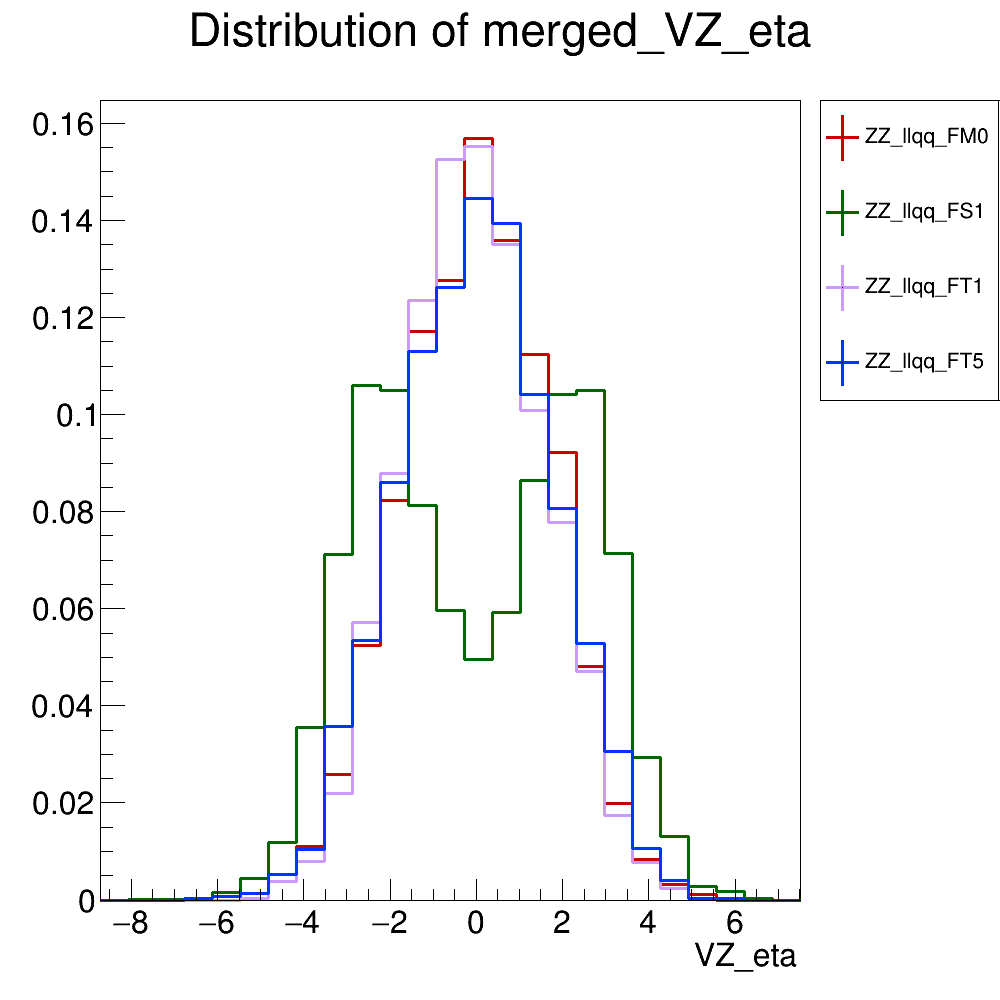 Distribution of merged_VZ_eta
0.16
0.14
0.12
0.1
0.08
0.06
0.04
0.02
0
−8 −6 −4 −2 0 2 4 6
VZ_eta
ZZ_llqq_FM0
ZZ_llqq_FS1
ZZ_llqq_FT1
ZZ_llqq_FT5